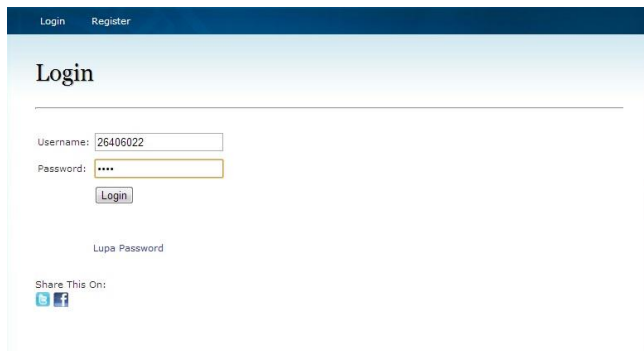 Login Register
Login
Username: 26406022
Password: ••••
Login
Lupa Password
Share This On: